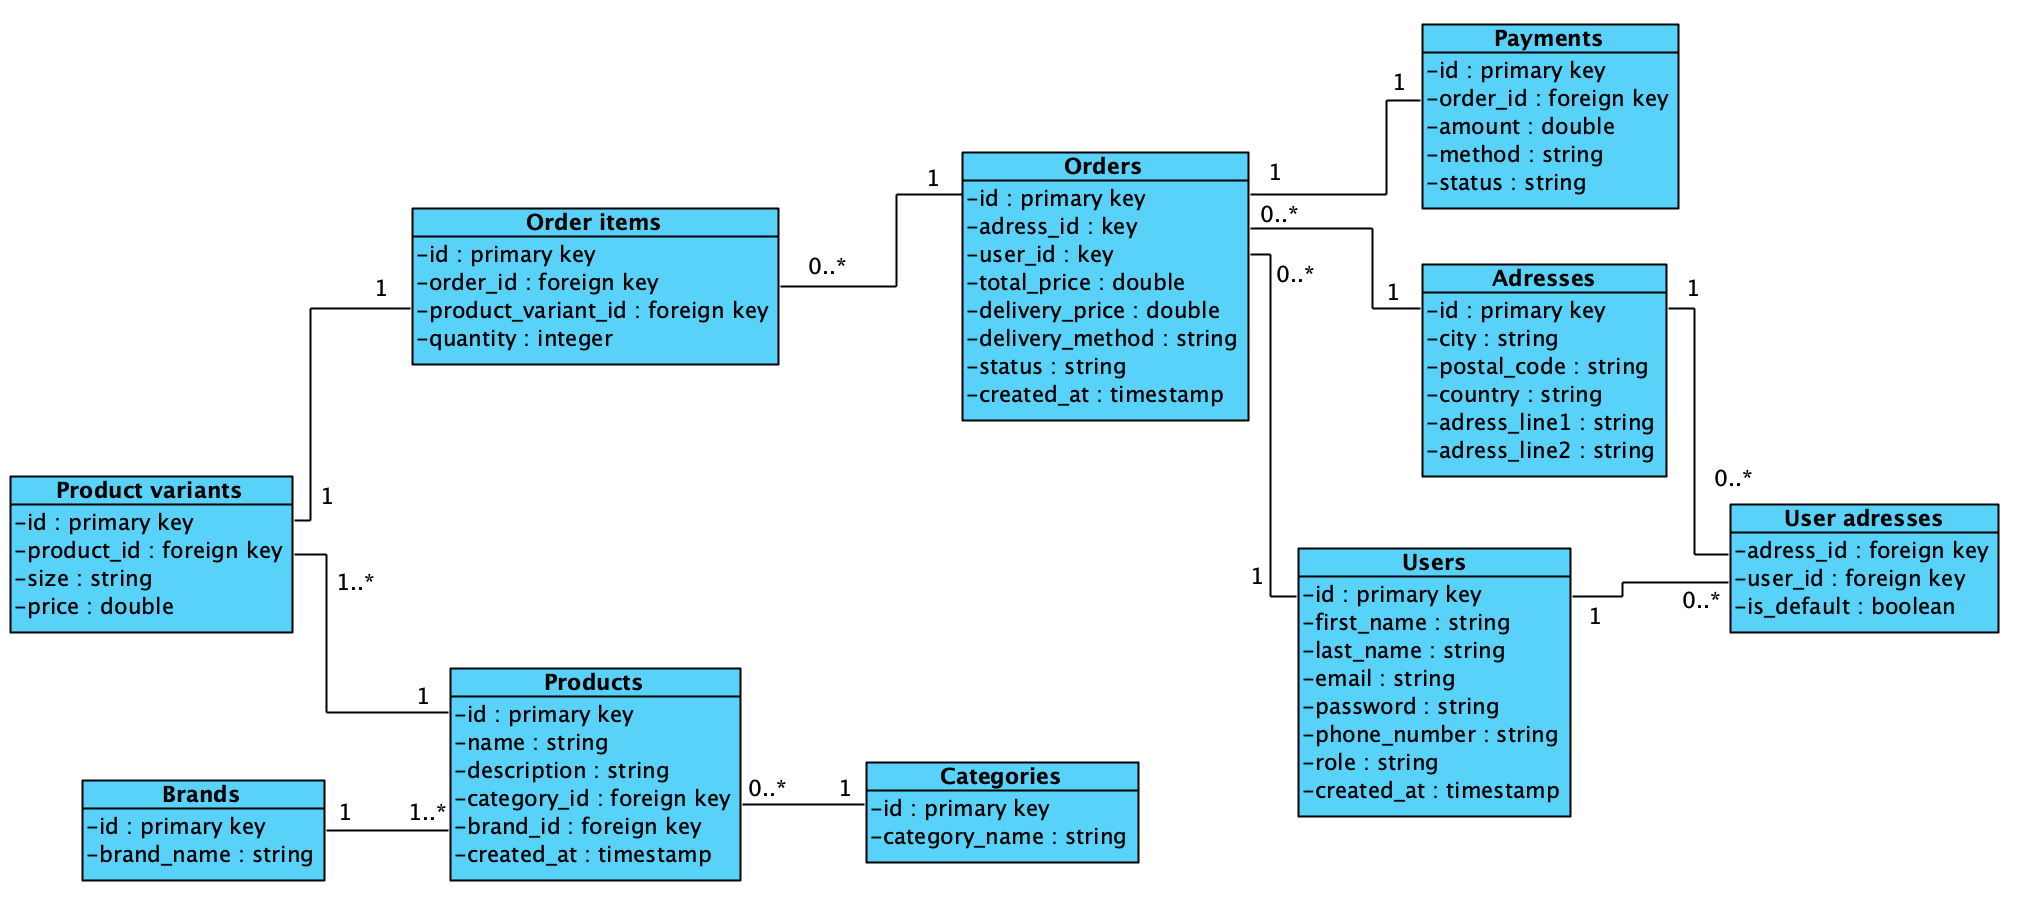 Payments
-id : primary key
-order_id : foreign key
-amount : double
-method : string
-status : string
1
1
Orders
-id : primary key
-adress_id : key
-user_id : key
-total_price : double
-delivery_price : double
-delivery_method : string
-status : string
-created_at : timestamp
1
0..*
0..*
Order items
-id : primary key
-order_id : foreign key
-product_variant_id : foreign key
-quantity : integer
0..*
1
1
Adresses
-id : primary key
-city : string
-postal_code : string
-country : string
-adress_line1 : string
-adress_line2 : string
1
1
0..*
Product variants
-id : primary key
-product_id : foreign key
-size : string
-price : double
1
1..*
User adresses
-adress_id : foreign key
-user_id : foreign key
-is_default : boolean
0..*
Users
-id : primary key
-first_name : string
-last_name : string
-email : string
-password : string
-phone_number : string
-role : string
-created_at : timestamp
1
1
Products
-id : primary key
-name : string
-description : string
-category_id : foreign key
-brand_id : foreign key
-created_at : timestamp
1
0..*
1
Categories
-id : primary key
-category_name : string
Brands
-id : primary key
-brand_name : string
1
1..*